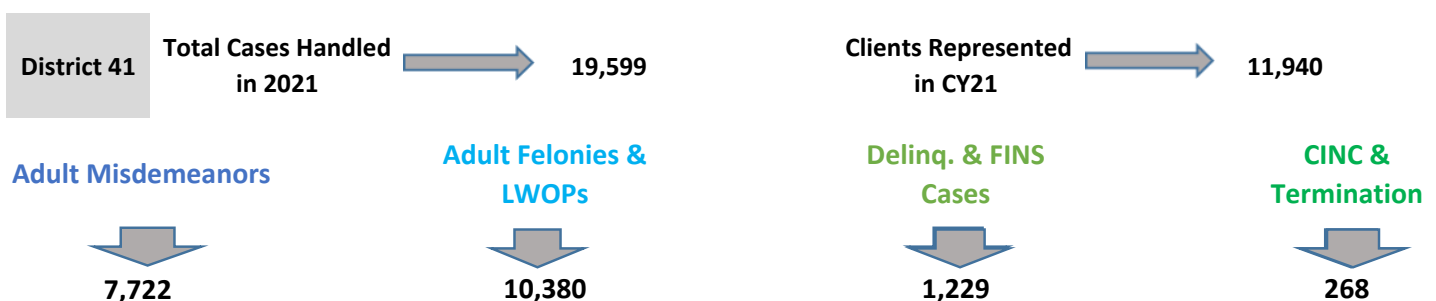 District 41
Total Cases Handled
in 2021
19,599
Clients Represented
in CY21
11,940
Adult Misdemeanors
7,722
Adult Felonies &
LWOPs
10,380
Delinq. & FINS
Cases
1,229
CINC &
Termination
268